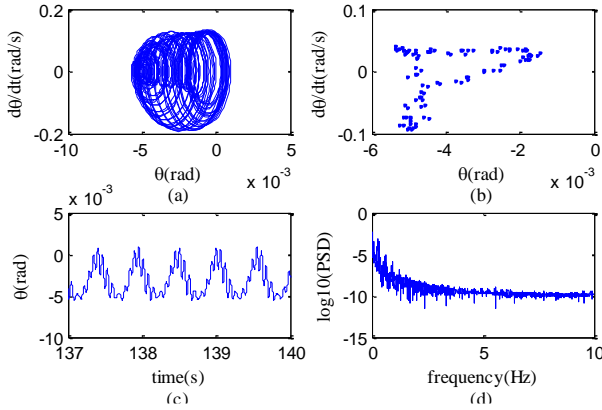 0.2
0
-0.2
dθ/dt(rad/s)
-10
-5
0
5
θ(rad)
x 10⁻³
(a)
0.1
0
-0.1
dθ/dt(rad/s)
-6
-4
-2
0
θ(rad)
x 10⁻³
(b)
x 10⁻³
5
0
-5
-10
θ(rad)
137
138
139
140
time(s)
(c)
0
-5
-10
-15
log10(PSD)
0
5
10
frequency(Hz)
(d)